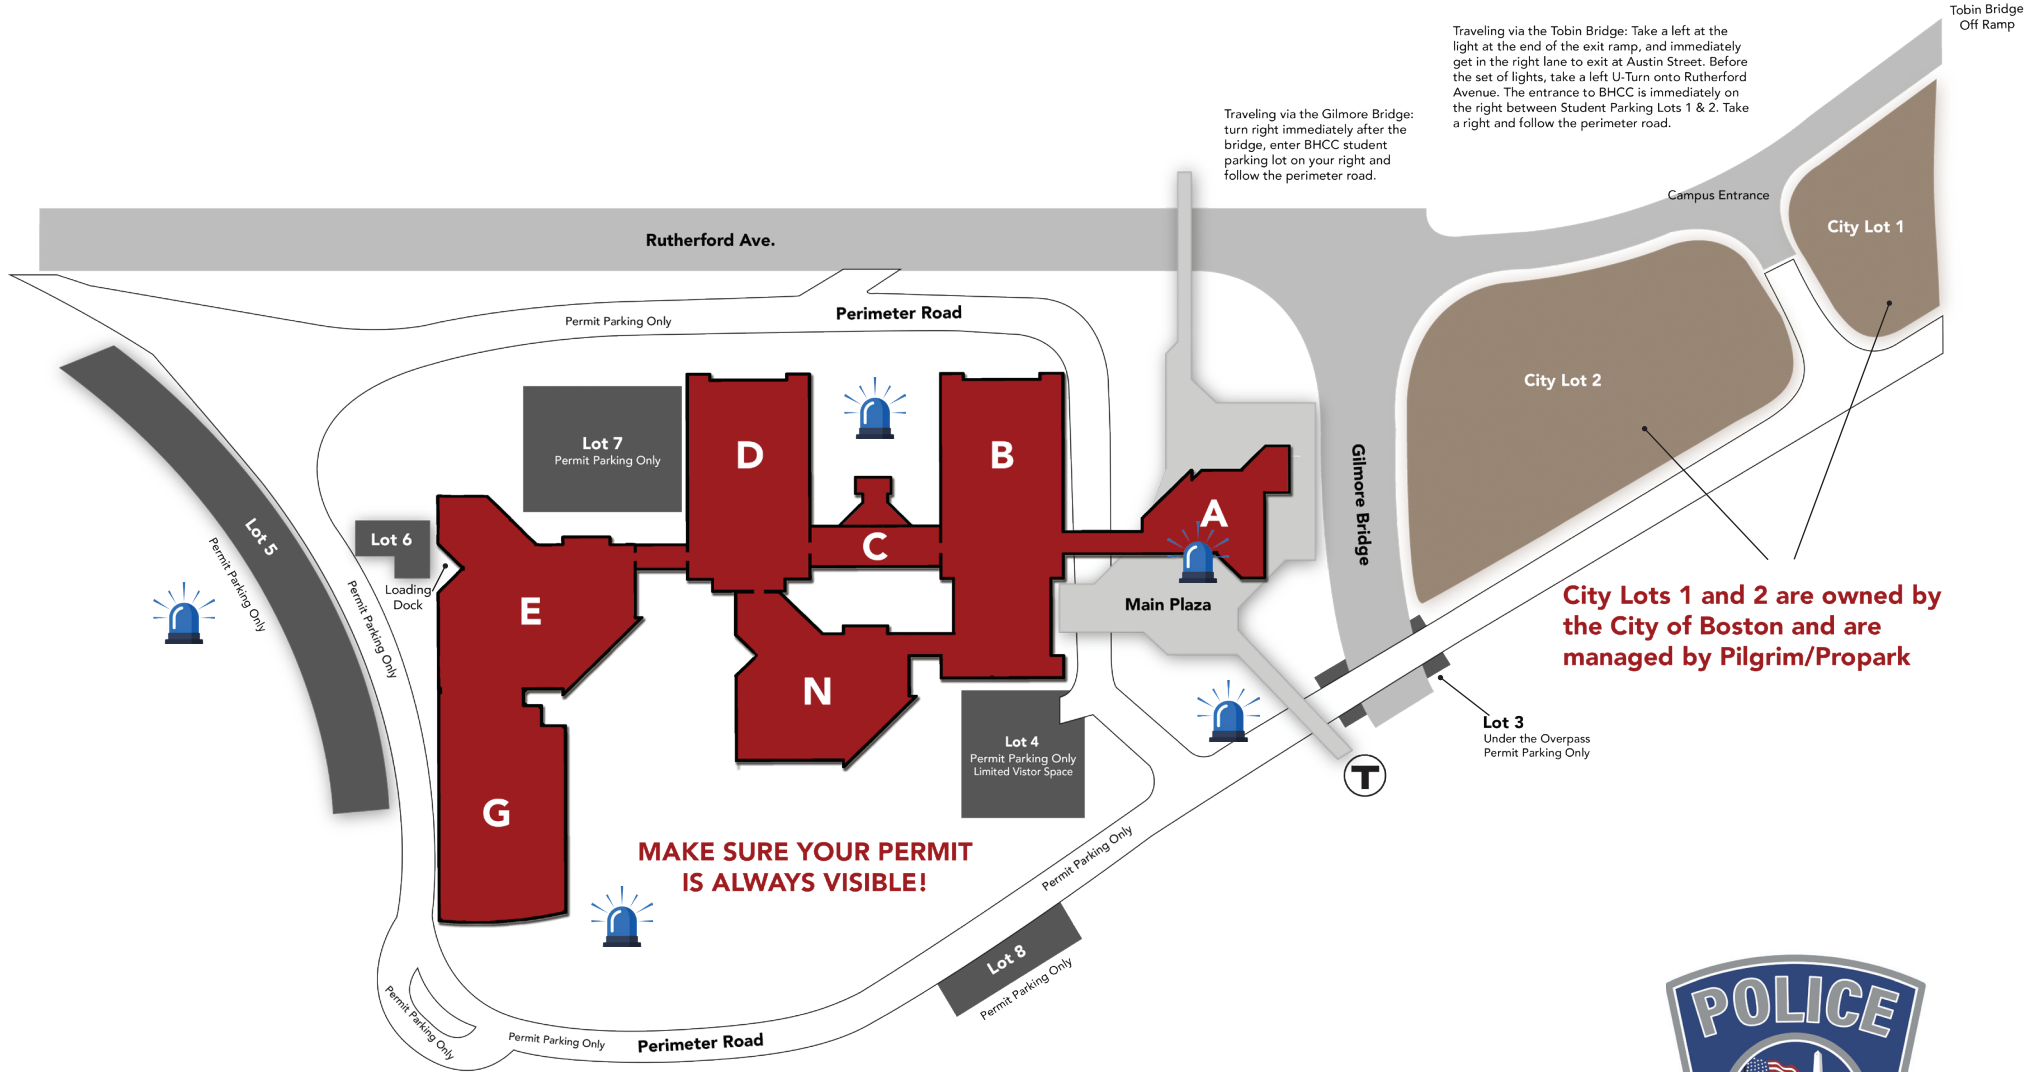 Tobin Bridge
Off Ramp
Traveling via the Tobin Bridge: Take a left at the
light at the end of the exit ramp, and immediately
get in the right lane to exit at Austin Street. Before
the set of lights, take a left U-Turn onto Rutherford
Avenue. The entrance to BHCC is immediately on
the right between Student Parking Lots 1 & 2. Take
a right and follow the perimeter road.
Traveling via the Gilmore Bridge:
turn right immediately after the
bridge, enter BHCC student
parking lot on your right and
follow the perimeter road.
Campus Entrance
City Lot 1
Rutherford Ave.
Perimeter Road
Permit Parking Only
City Lot 2
Lot 7
Permit Parking Only
D
B
A
C
Gilmore Bridge
Lot 5
Permit Parking Only
Lot 6
Loading
Dock
Permit Parking Only
E
Main Plaza
City Lots 1 and 2 are owned by
the City of Boston and are
managed by Pilgrim/Propark
N
Lot 3
Under the Overpass
Permit Parking Only
Lot 4
Permit Parking Only
Limited Vistor Space
T
G
MAKE SURE YOUR PERMIT
IS ALWAYS VISIBLE!
Permit Parking Only
Lot 8
Permit Parking Only
Permit Parking Only
Permit Parking Only
Perimeter Road
POLICE